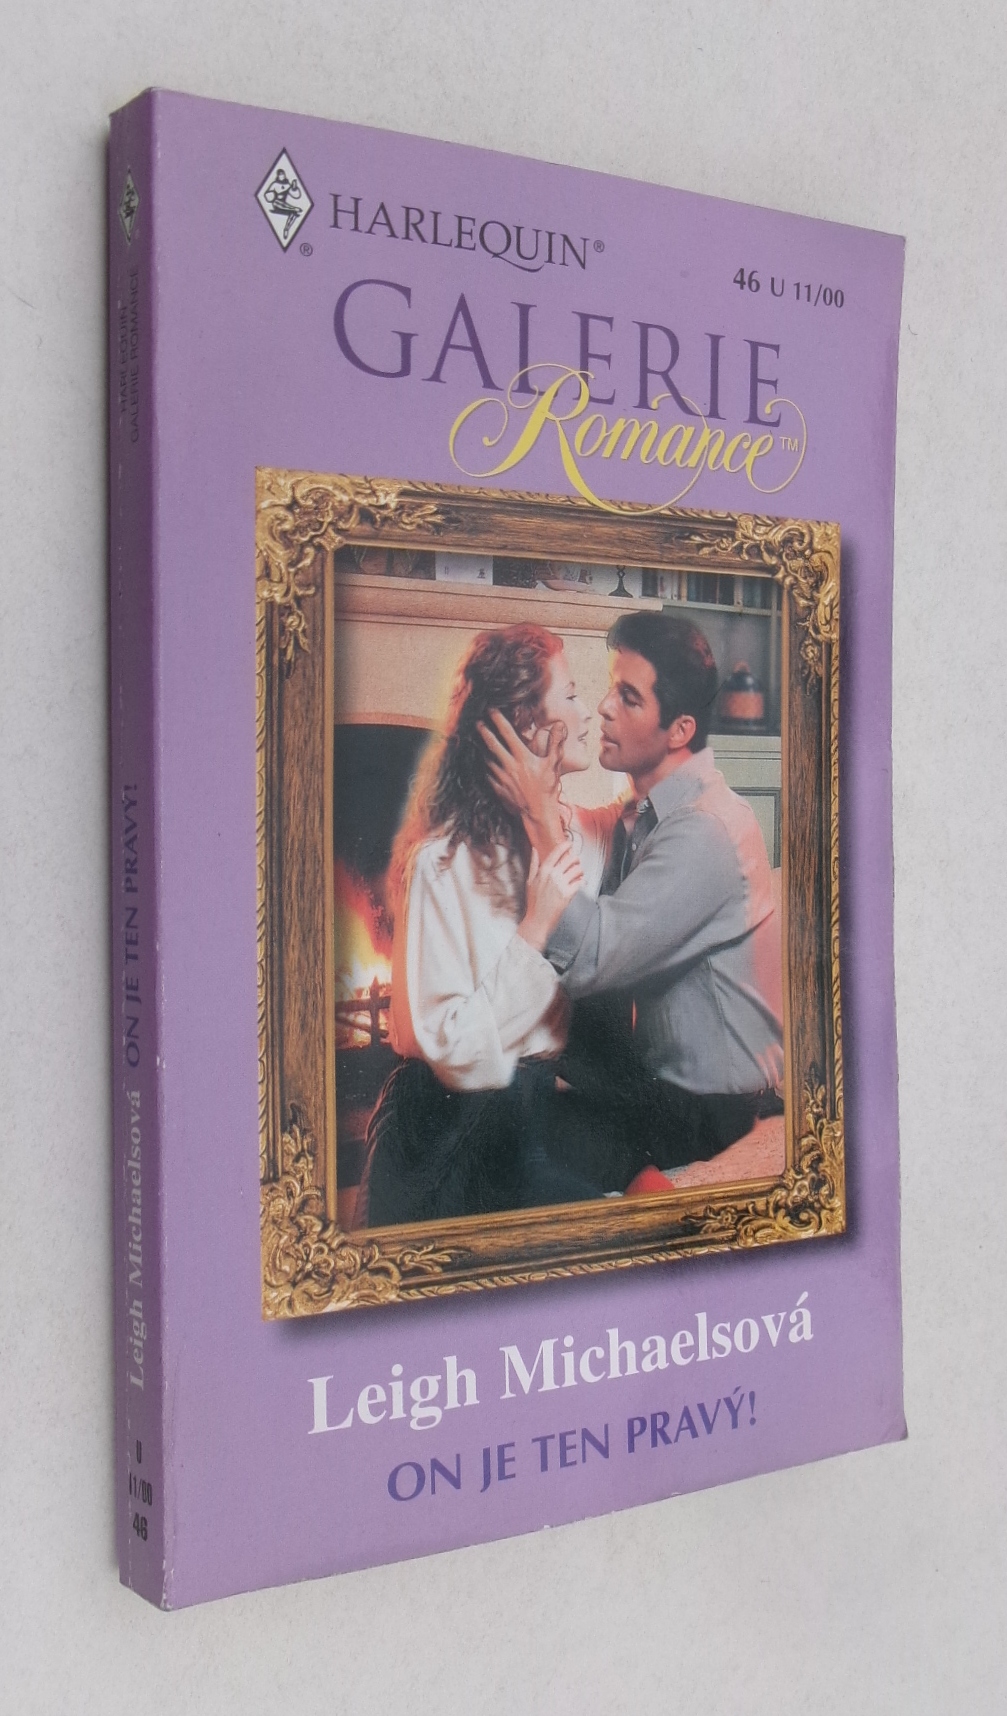 HARLEQUIN®
46 U 11/00
GALERIE
Romance™
Leigh Michaelsová
ON JE TEN PRAVÝ!
HARLEQUIN
GALERIE ROMANCE
Leigh Michaelsová ON JE TEN PRAVÝ!
U
11/00
46